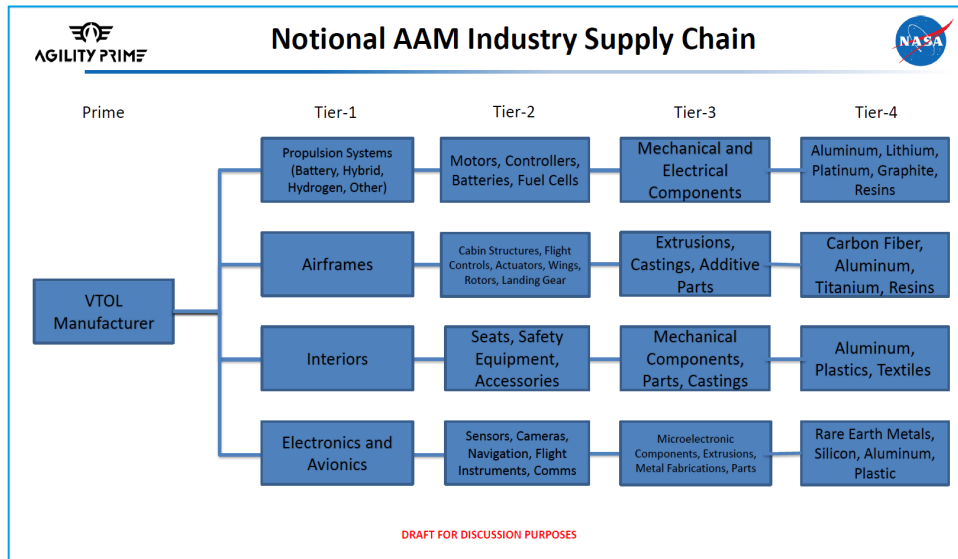 AGILITY PRIME
Notional AAM Industry Supply Chain
NASA
Prime
Tier-1
Tier-2
Tier-3
Tier-4
Propulsion Systems
(Battery, Hybrid,
Hydrogen, Other)
Motors, Controllers,
Batteries, Fuel Cells
Mechanical and
Electrical
Components
Aluminum, Lithium,
Platinum, Graphite,
Resins
Airframes
Cabin Structures, Flight
Controls, Actuators, Wings,
Rotors, Landing Gear
Extrusions,
Castings, Additive
Parts
Carbon Fiber,
Aluminum,
Titanium, Resins
VTOL
Manufacturer
Interiors
Seats, Safety
Equipment,
Accessories
Mechanical
Components,
Parts, Castings
Aluminum,
Plastics, Textiles
Electronics and
Avionics
Sensors, Cameras,
Navigation, Flight
Instruments, Comms
Microelectronic
Components, Extrusions,
Metal Fabrications, Parts
Rare Earth Metals,
Silicon, Aluminum,
Plastic
DRAFT FOR DISCUSSION PURPOSES